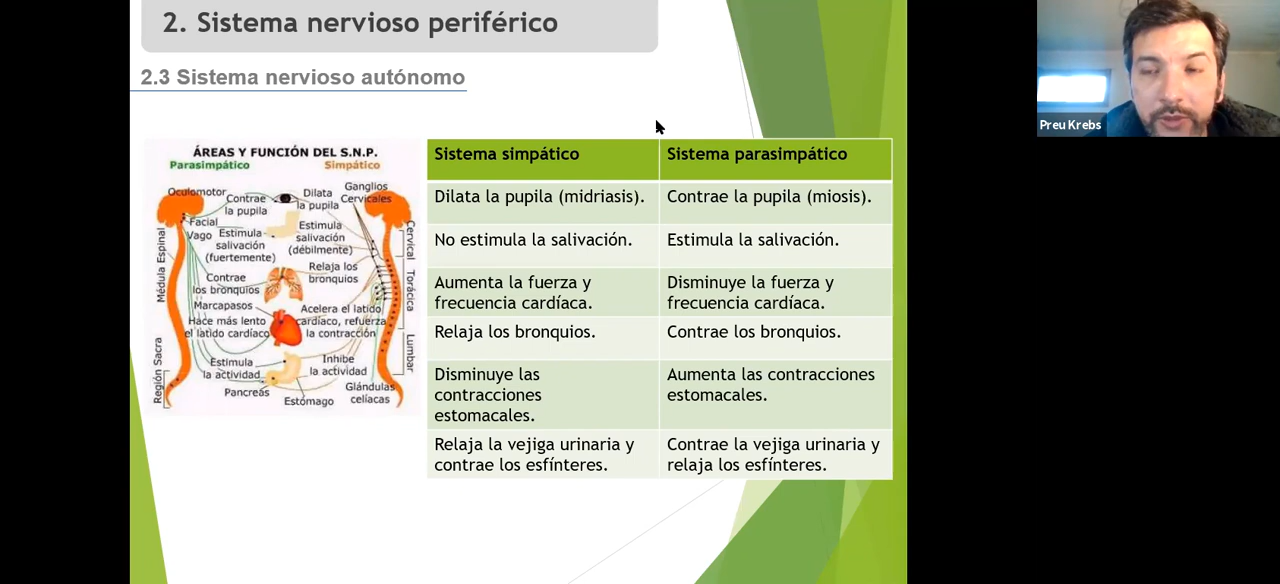 2. Sistema nervioso periférico
2.3 Sistema nervioso autónomo
Preu Krebs
ÁREAS Y FUNCIÓN DEL S.N.P.
Parasimpático
Simpático
Oculomotor
Contrae
la pupila
Dilata
la pupila
Ganglios
Cervicales
Facial
Vago
Estimula
salivación
(fuertemente)
Estimula
salivación
(débilmente)
Médula Espinal
Cervical
Relaja los
bronquios
Contrae
los bronquios
Torácica
Marcapasos
Hace más lento
el latido cardíaco
Acelera el latido
cardíaco, refuerza
la contracción
Lumbar
Región Sacra
Estimula
la actividad
Inhibe
la actividad
Pancreás
Estómago
Glándulas
celíacas
Sistema simpático
Sistema parasimpático
Dilata la pupila (midriasis).
Contrae la pupila (miosis).
No estimula la salivación.
Estimula la salivación.
Aumenta la fuerza y
frecuencia cardíaca.
Disminuye la fuerza y
frecuencia cardíaca.
Relaja los bronquios.
Contrae los bronquios.
Disminuye las
contracciones
estomacales.
Aumenta las contracciones
estomacales.
Relaja la vejiga urinaria y
contrae los esfínteres.
Contrae la vejiga urinaria y
relaja los esfínteres.